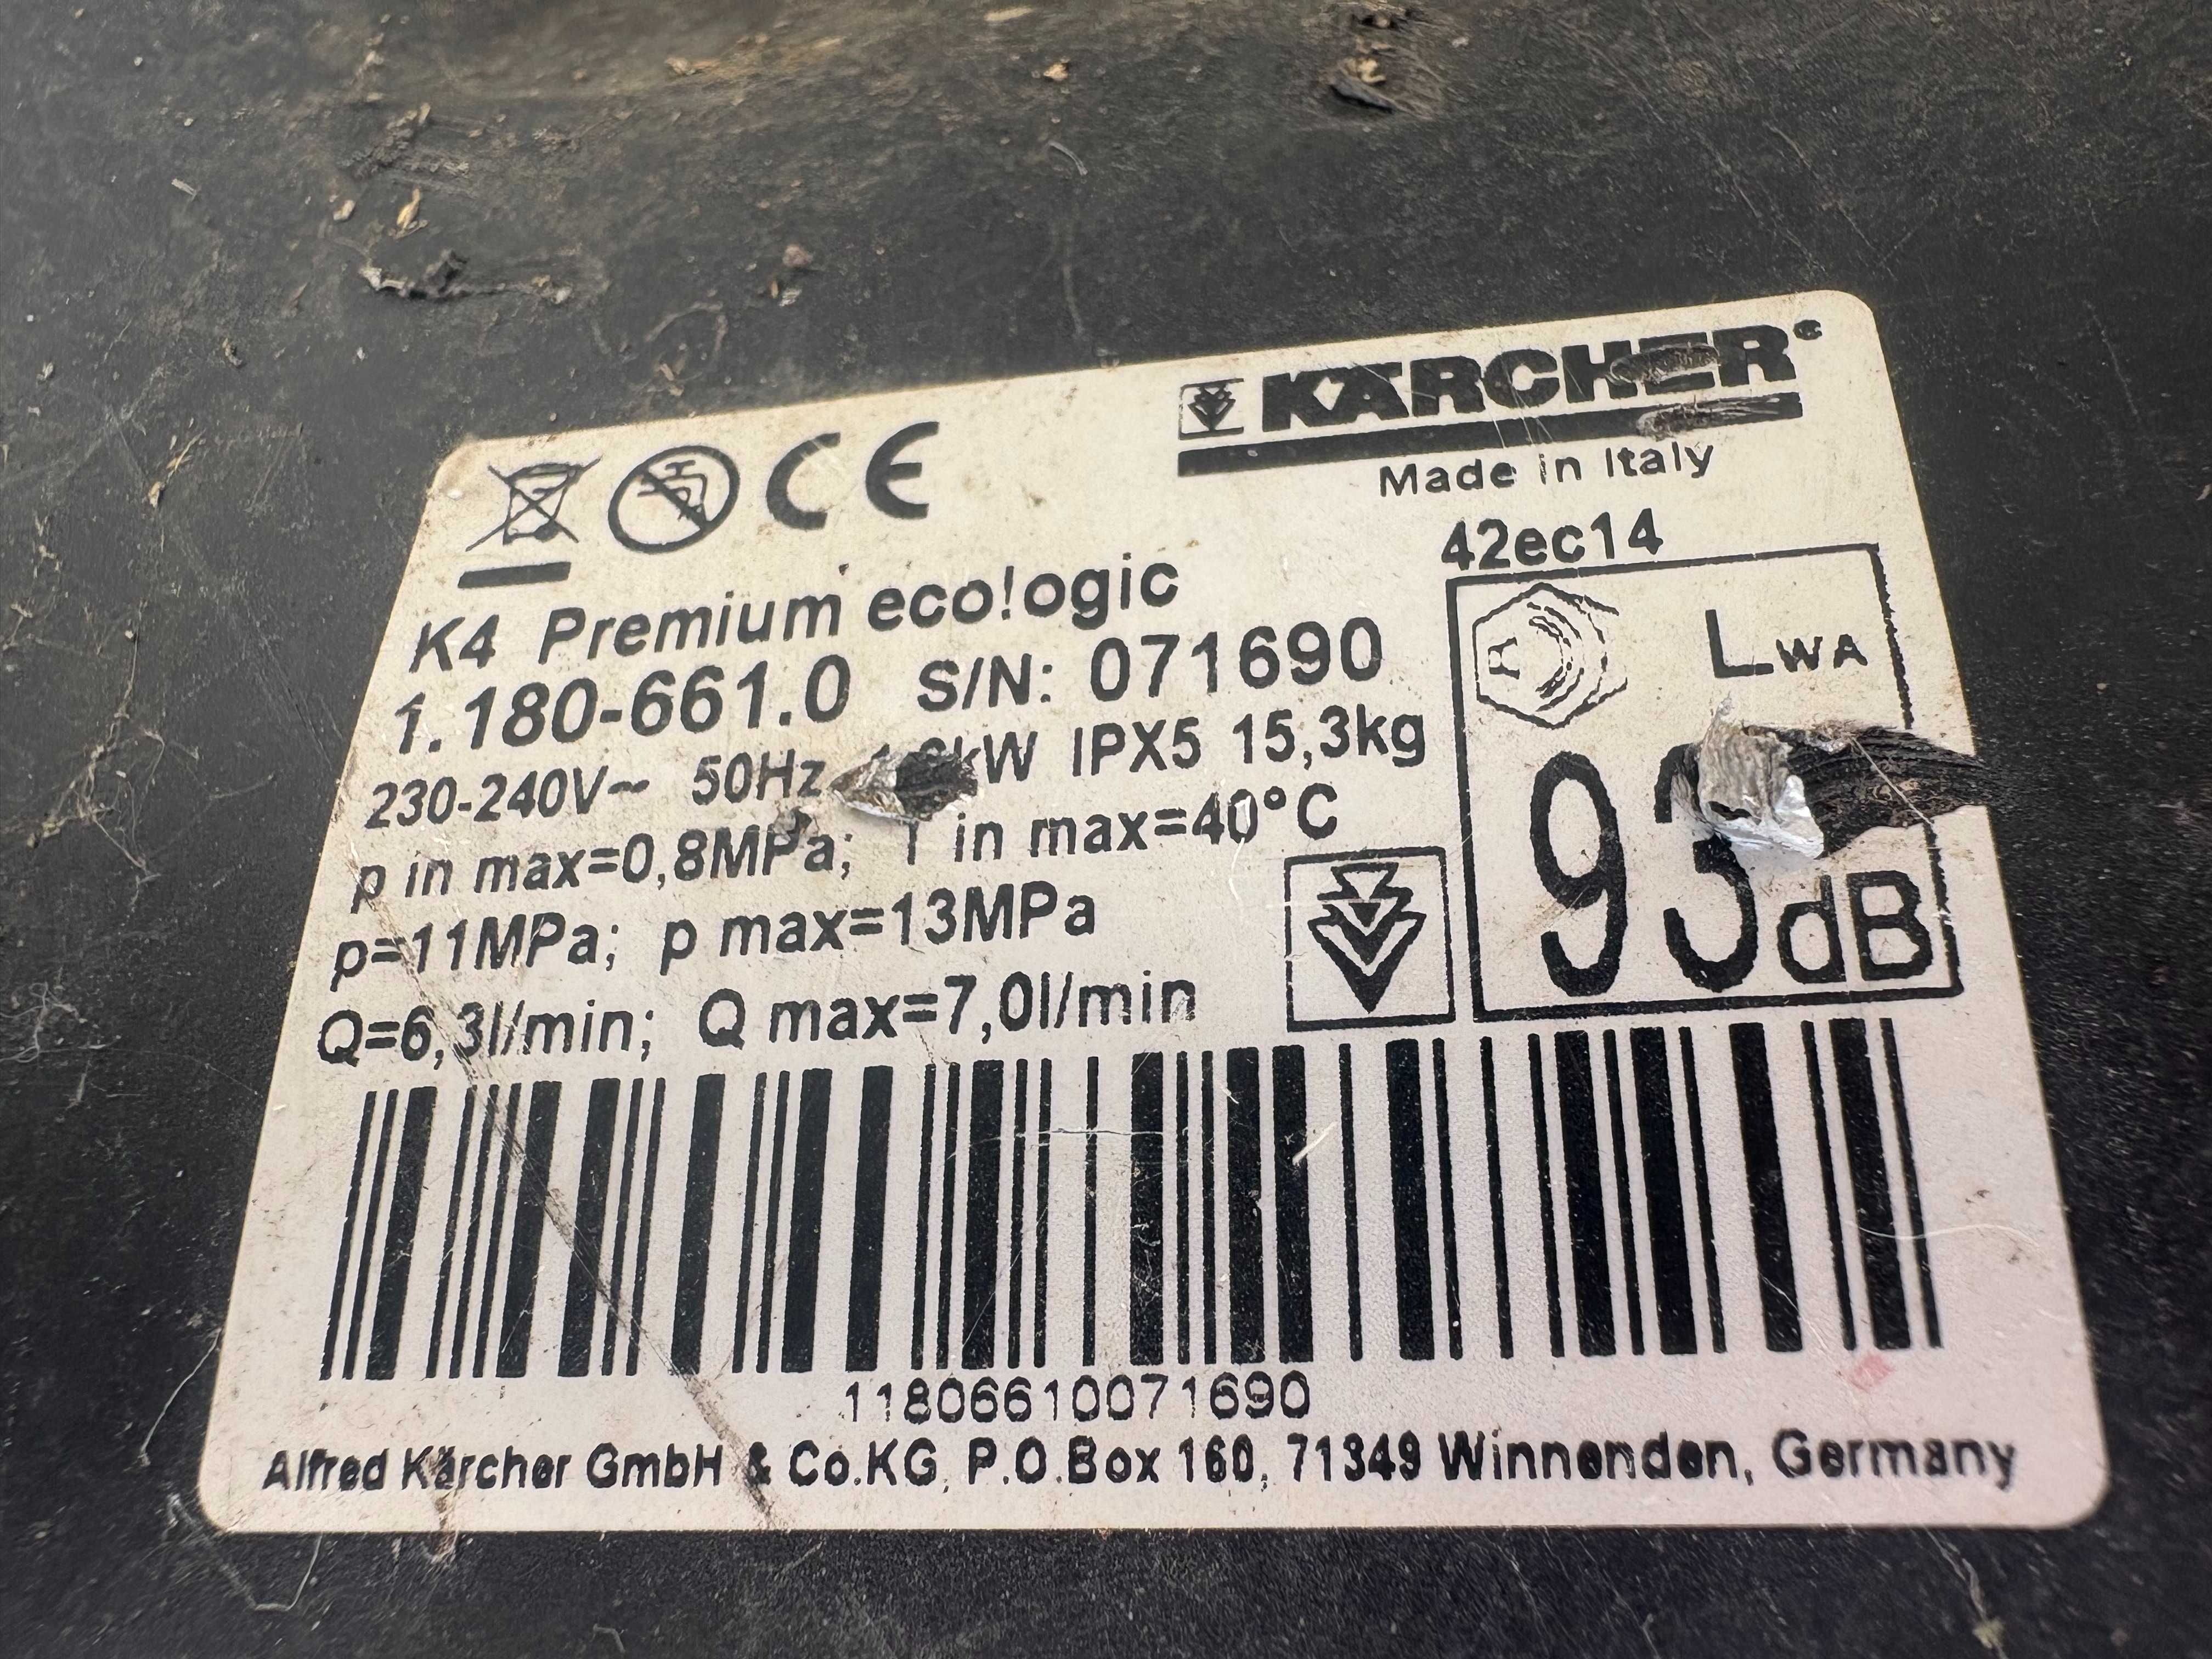 CE
KÄRCHER®
Made in Italy
42ec14
K4 Premium eco!ogic
1.180-661.0 S/N: 071690
230-240V~ 50Hz kW IPX5 15,3kg
p in max=0,8MPa; T in max=40°C
p=11MPa; p max=13MPa
Q=6,3l/min; Q max=7,0l/min
LWA
93dB
11806610071690
Alfred Kärcher GmbH & Co.KG, P.O.Box 160, 71349 Winnenden, Germany